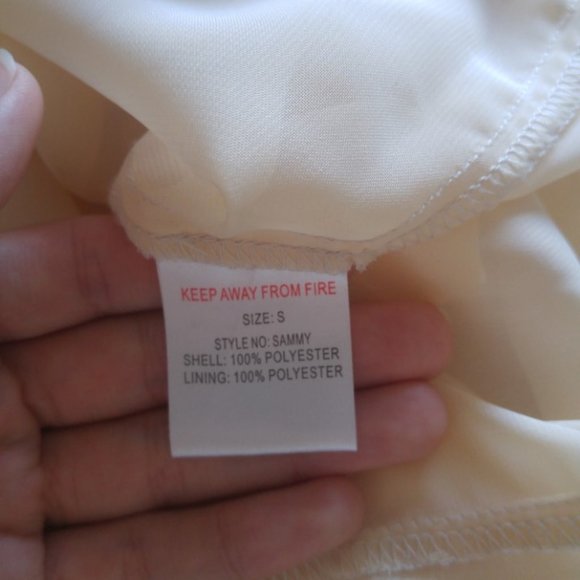 KEEP AWAY FROM FIRE
SIZE: S
STYLE NO: SAMMY
SHELL: 100% POLYESTER
LINING: 100% POLYESTER